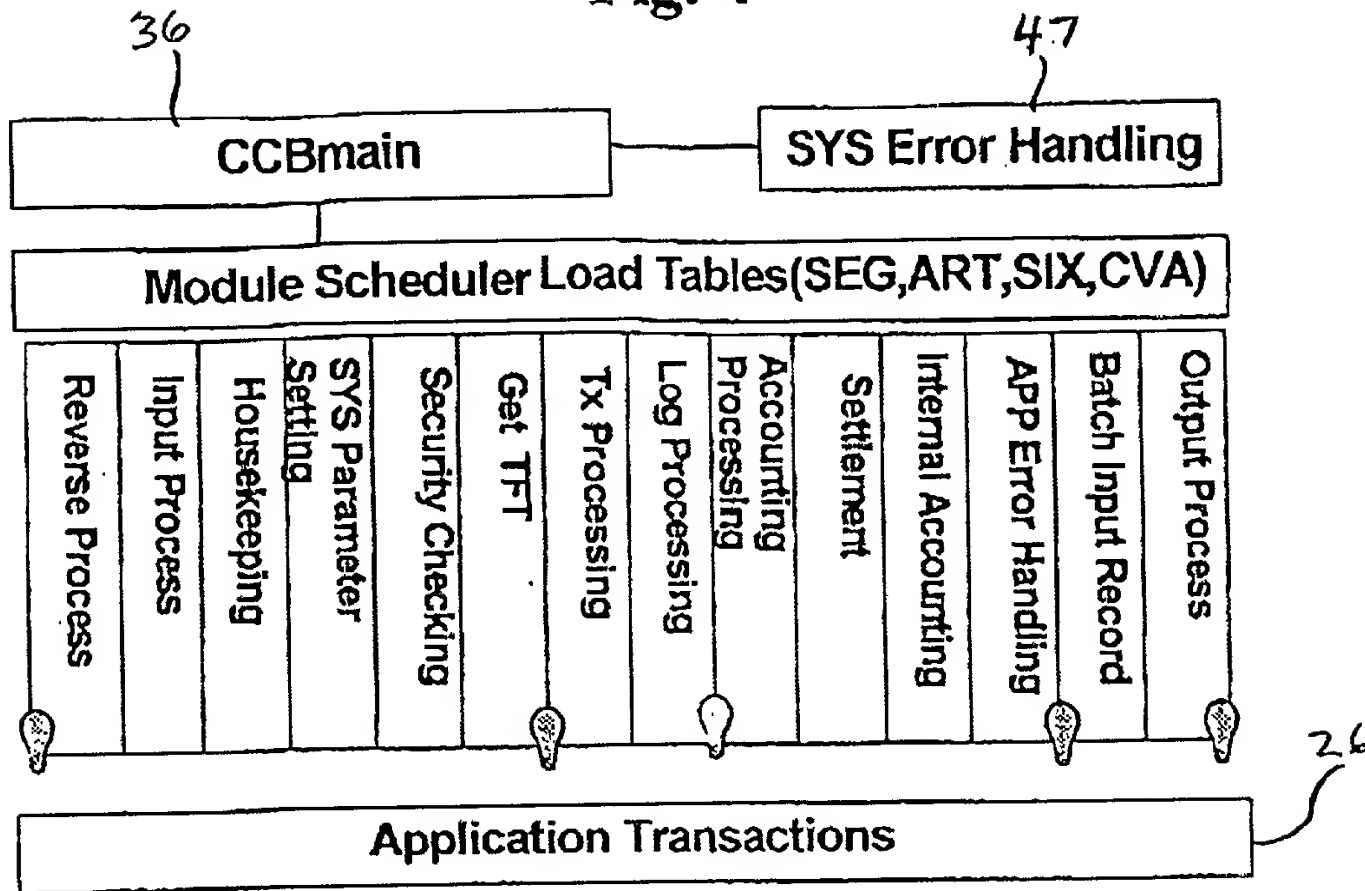 Fig.
36
47
CCBmain
SYS Error Handling
Module Scheduler Load Tables(SEG,ART,SIX,CVA)
Reverse Process
Input Process
Housekeeping
SYS Parameter
Setting
Security Checking
Get TFT
Tx Processing
Log Processing
Accounting
Processing
Settlement
Internal Accounting
APP Error Handling
Batch Input Record
Output Process
26
Application Transactions